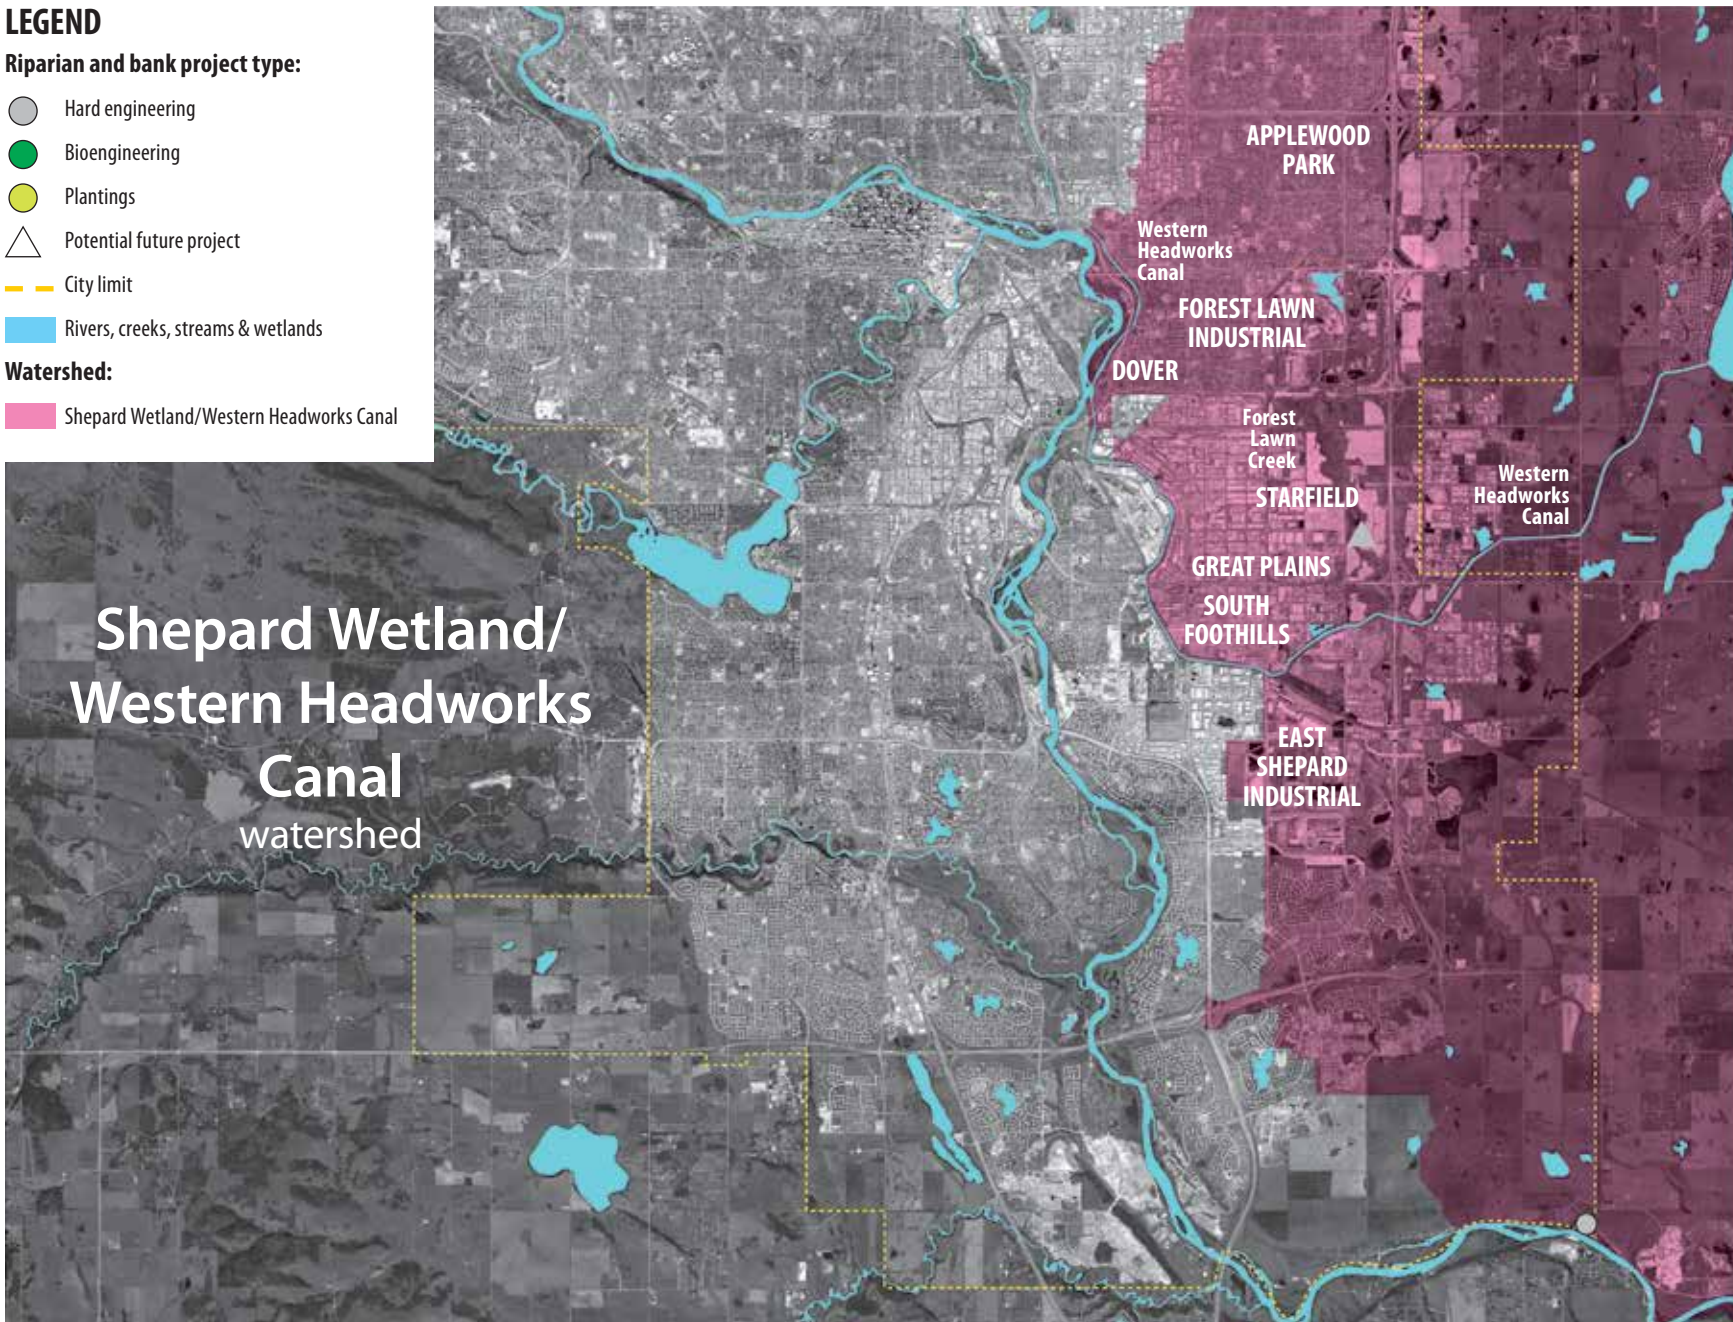 LEGEND
Riparian and bank project type:
Hard engineering
Bioengineering
Plantings
Potential future project
City limit
Rivers, creeks, streams & wetlands
Watershed:
Shepard Wetland/Western Headworks Canal
APPLEWOOD
PARK
Western
Headworks
Canal
FOREST LAWN
INDUSTRIAL
DOVER
Forest
Lawn
Creek
STARFIELD
Western
Headworks
Canal
GREAT PLAINS
SOUTH
FOOTHILLS
EAST
SHEPARD
INDUSTRIAL
Shepard Wetland/
Western Headworks
Canal
watershed